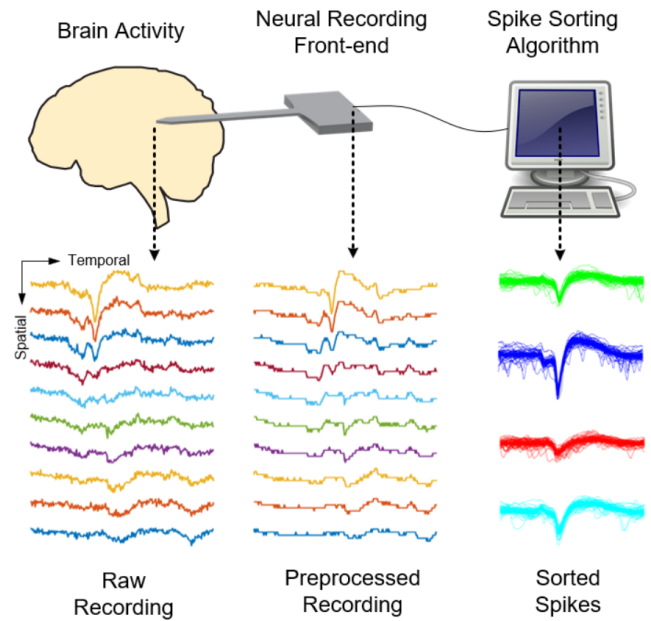 Brain Activity
Neural Recording
Front-end
Spike Sorting
Algorithm
Temporal
Spatial
Raw
Recording
Preprocessed
Recording
Sorted
Spikes